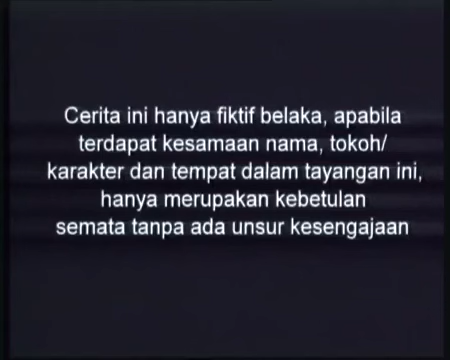 Cerita ini hanya fiktif belaka, apabila
terdapat kesamaan nama, tokoh/
karakter dan tempat dalam tayangan ini,
hanya merupakan kebetulan
semata tanpa ada unsur kesengajaan